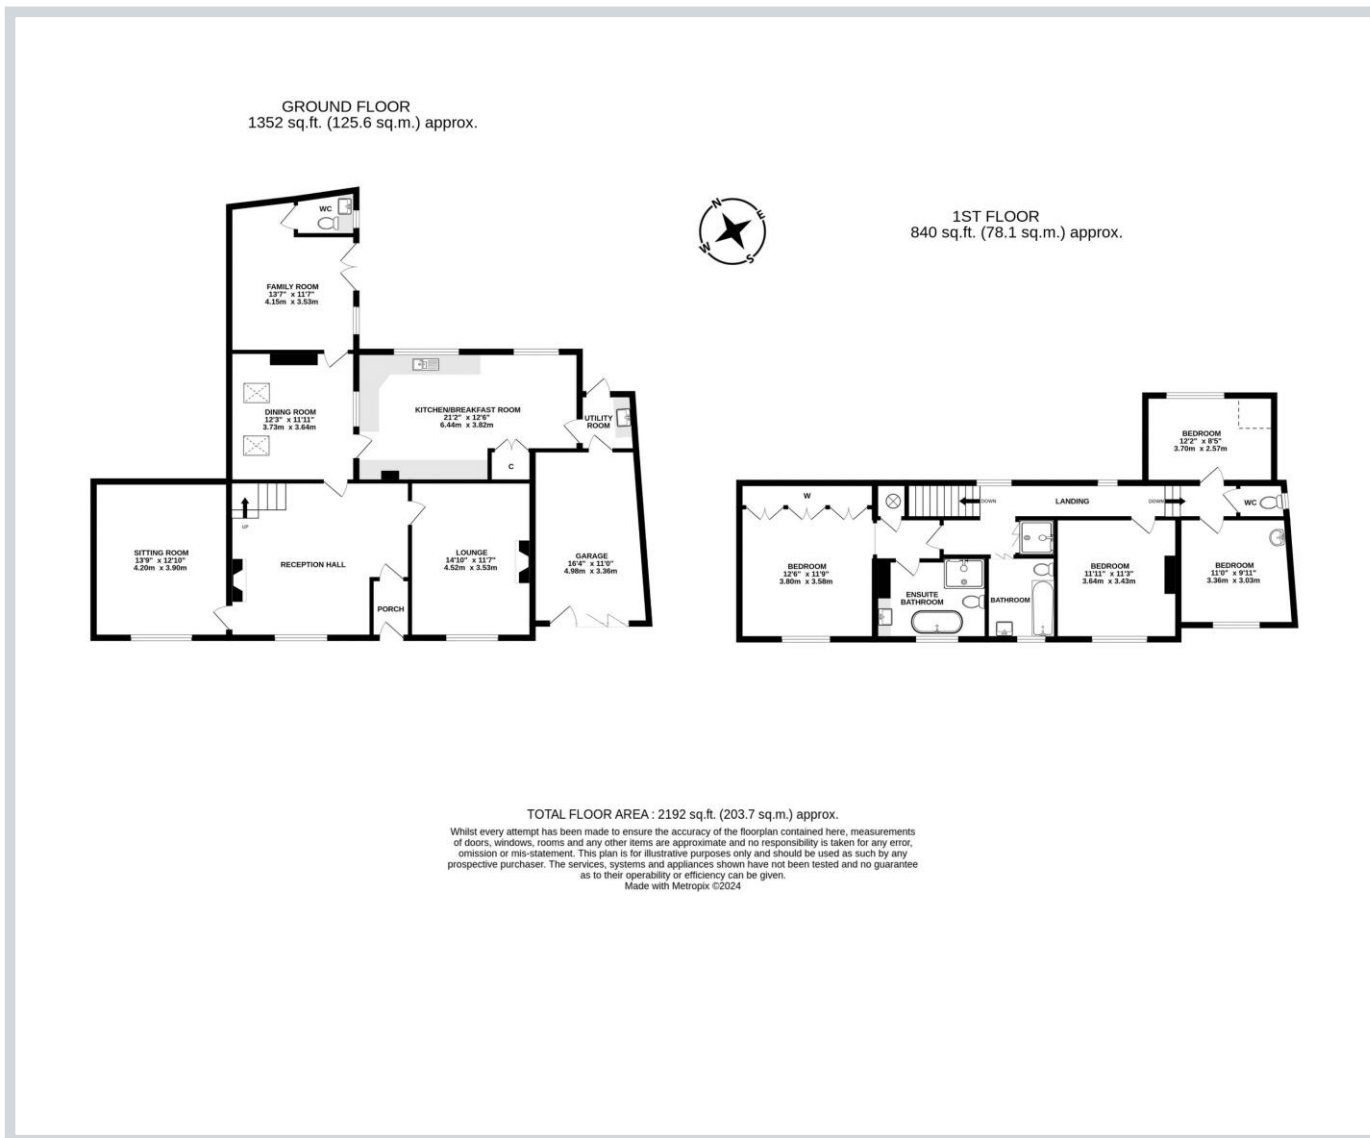 GROUND FLOOR
1352 sq.ft. (125.6 sq.m.) approx.
WC
FAMILY ROOM
13'7" x 11'7"
4.15m x 3.53m
DINING ROOM
12'3" x 11'11"
3.73m x 3.64m
KITCHEN/BREAKFAST ROOM
21'2" x 12'6"
6.44m x 3.82m
UTILITY
ROOM
C
UP
SITTING ROOM
13'9" x 12'10"
4.20m x 3.90m
RECEPTION HALL
PORCH
LOUNGE
14'10" x 11'7"
4.52m x 3.53m
GARAGE
16'4" x 11'0"
4.98m x 3.36m
N
E
S
W
1ST FLOOR
840 sq.ft. (78.1 sq.m.) approx.
BEDROOM
12'2" x 8'5"
3.70m x 2.57m
W
DOWN
LANDING
DOWN
WC
BEDROOM
12'6" x 11'9"
3.80m x 3.58m
ENSUITE
BATHROOM
BATHROOM
BEDROOM
11'11" x 11'3"
3.64m x 3.43m
BEDROOM
11'0" x 9'11"
3.36m x 3.03m
TOTAL FLOOR AREA : 2192 sq.ft. (203.7 sq.m.) approx.
Whilst every attempt has been made to ensure the accuracy of the floorplan contained here, measurements
of doors, windows, rooms and any other items are approximate and no responsibility is taken for any error,
omission or mis-statement. This plan is for illustrative purposes only and should be used as such by any
prospective purchaser. The services, systems and appliances shown have not been tested and no guarantee
as to their operability or efficiency can be given.
Made with Metropix ©2024